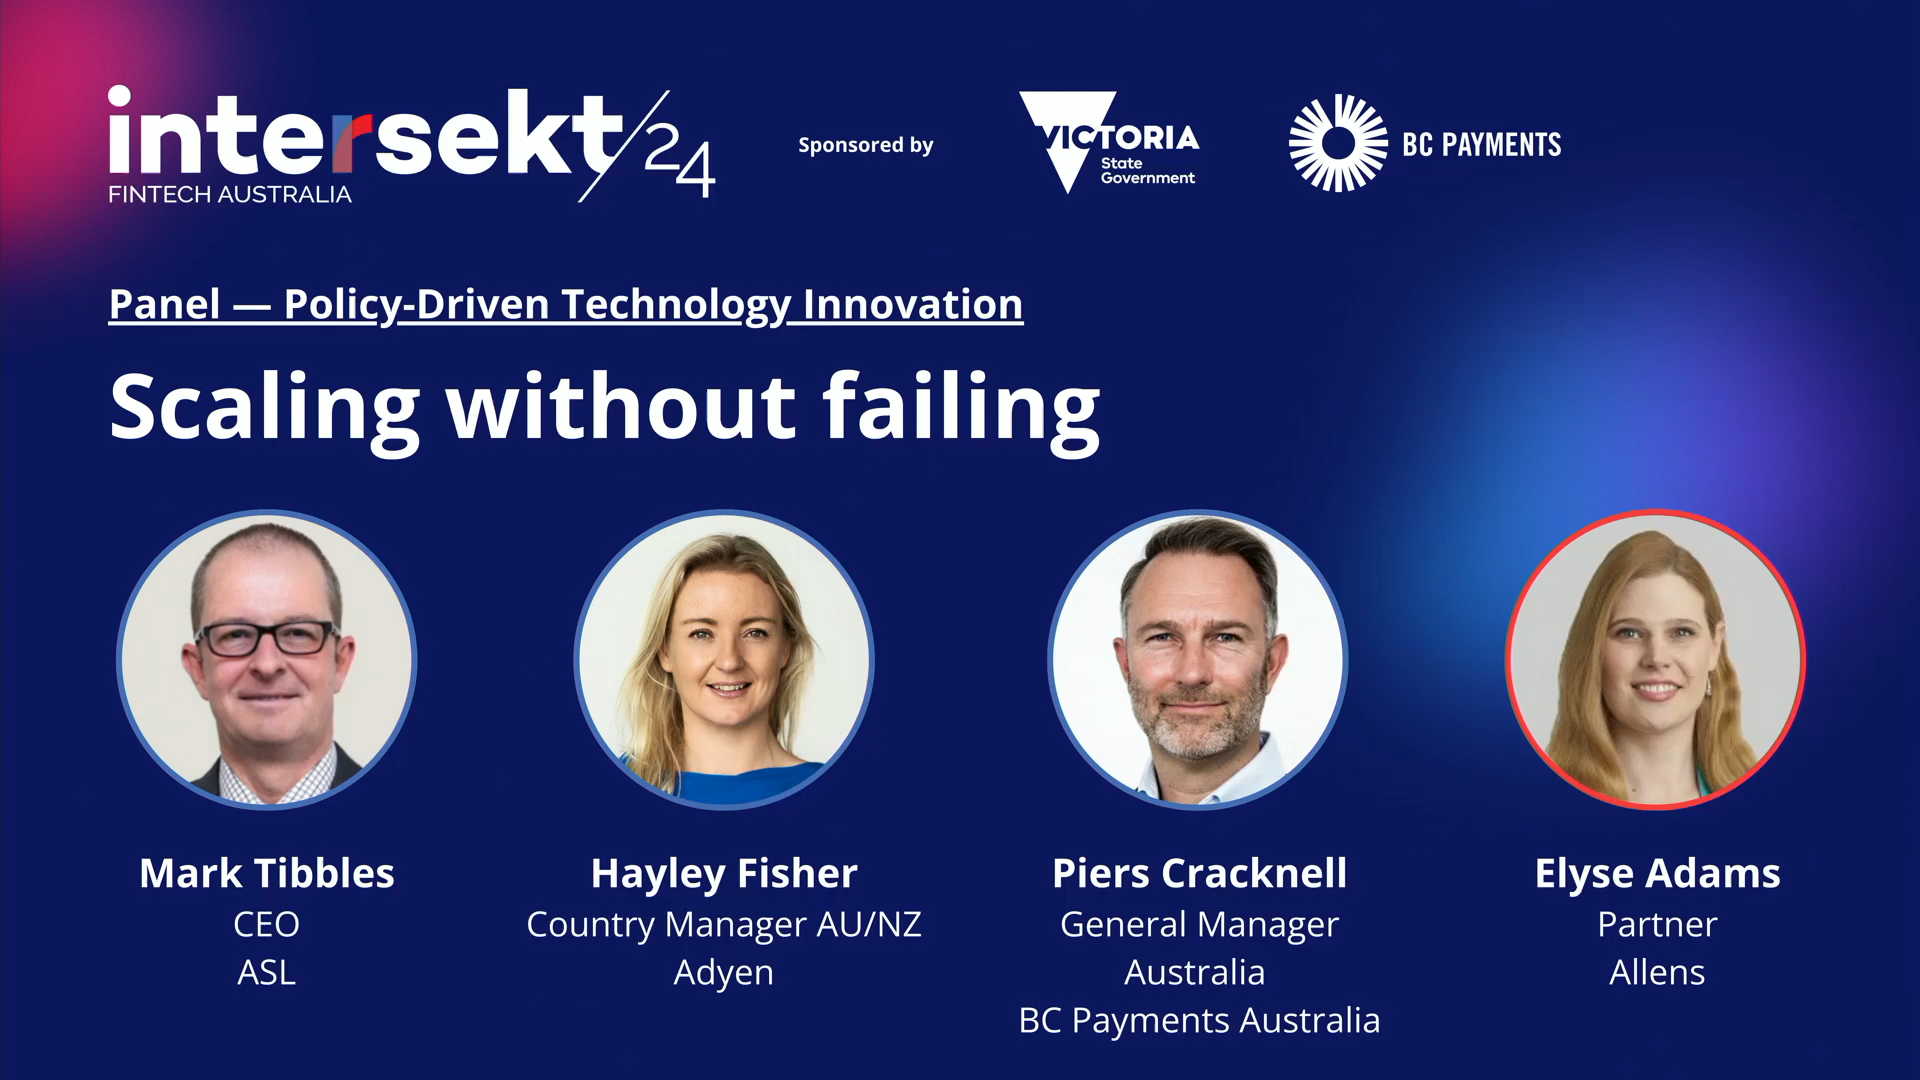 intersekt/24
FINTECH AUSTRALIA
Sponsored by
VICTORIA
State
Government
BC PAYMENTS
Panel — Policy-Driven Technology Innovation
Scaling without failing
Mark Tibbles
CEO
ASL
Hayley Fisher
Country Manager AU/NZ
Adyen
Piers Cracknell
General Manager
Australia
BC Payments Australia
Elyse Adams
Partner
Allens